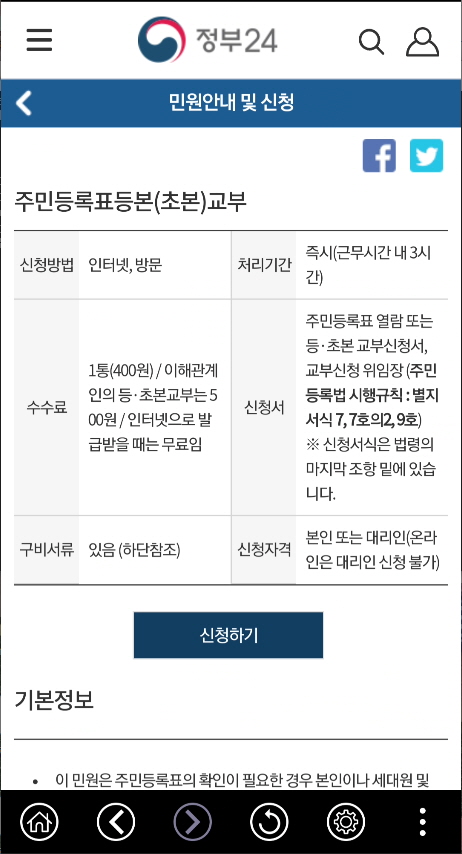 정부24
민원안내 및 신청
주민등록표등본(초본)교부
신청방법
인터넷, 방문
처리기간
즉시(근무시간 내 3시
간)
수수료
1통(400원) / 이해관계
인의 등·초본교부는 5
00원 / 인터넷으로 발
급받을 때는 무료임
신청서
주민등록표 열람 또는
등·초본 교부신청서,
교부신청 위임장 (주민
등록법 시행규칙 : 별지
서식 7, 7호의2, 9호)
※ 신청서식은 법령의
마지막 조항 밑에 있습
니다.
구비서류
있음 (하단참조)
신청자격
본인 또는 대리인(온라
인은 대리인 신청 불가)
신청하기
기본정보
• 이 민원은 주민등록표의 확인이 필요한 경우 본인이나 세대원 및